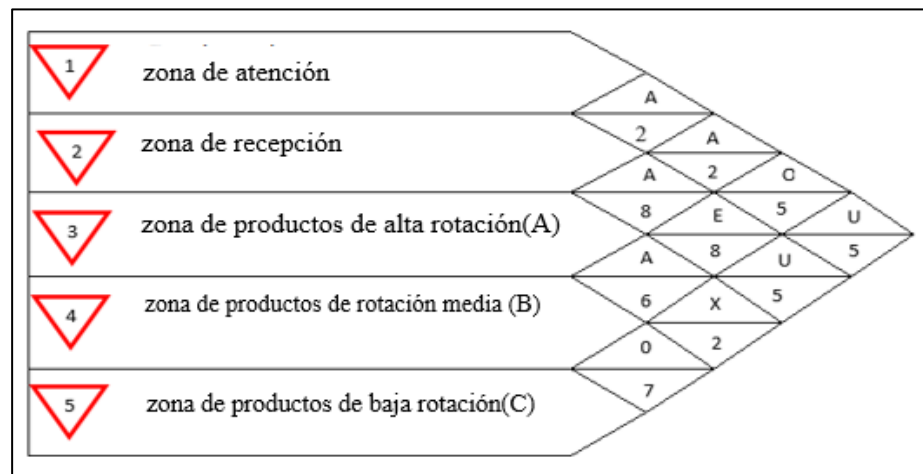 1
zona de atención
A
2 A
2
zona de recepción
A 2 O
8 E 5 U
3
zona de productos de alta rotación(A)
A 8 U 5
6 X 5
4
zona de productos de rotación media (B)
0 2
7
5
zona de productos de baja rotación(C)